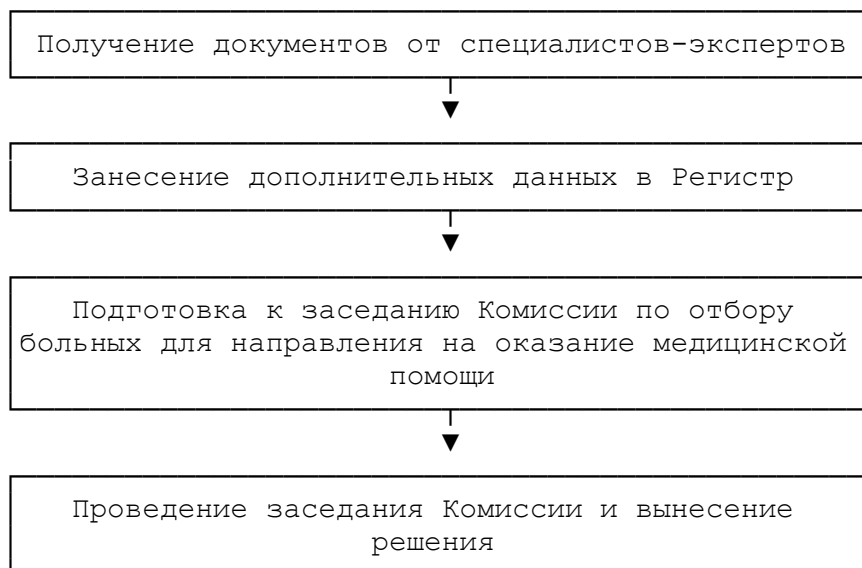 Получение документов от специалистов-экспертов
Занесение дополнительных данных в Регистр
Подготовка к заседанию Комиссии по отбору
больных для направления на оказание медицинской
помощи
Проведение заседания Комиссии и вынесение
решения